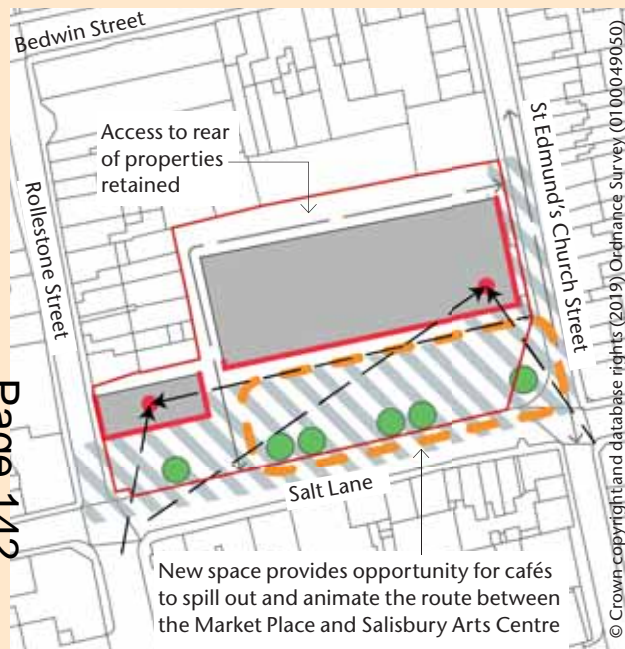 Bedwin Street
Access to rear
of properties
retained
Rollestone Street
St Edmund's Church Street
Salt Lane
New space provides opportunity for cafés
to spill out and animate the route between
the Market Place and Salisbury Arts Centre
Page 142
© Crown copyright and database rights (2019) Ordnance Survey (0100049050)